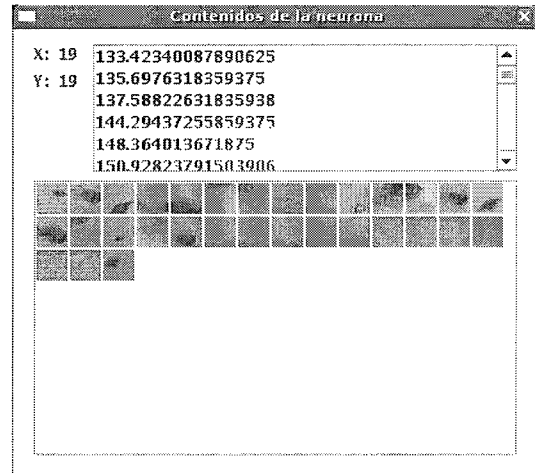 Contenidos de la neurona
X: 19
Y: 19
133.42340087890625
135.6976318359375
137.58822631835938
144.29437255859375
148.364013671875
150.92823791503906